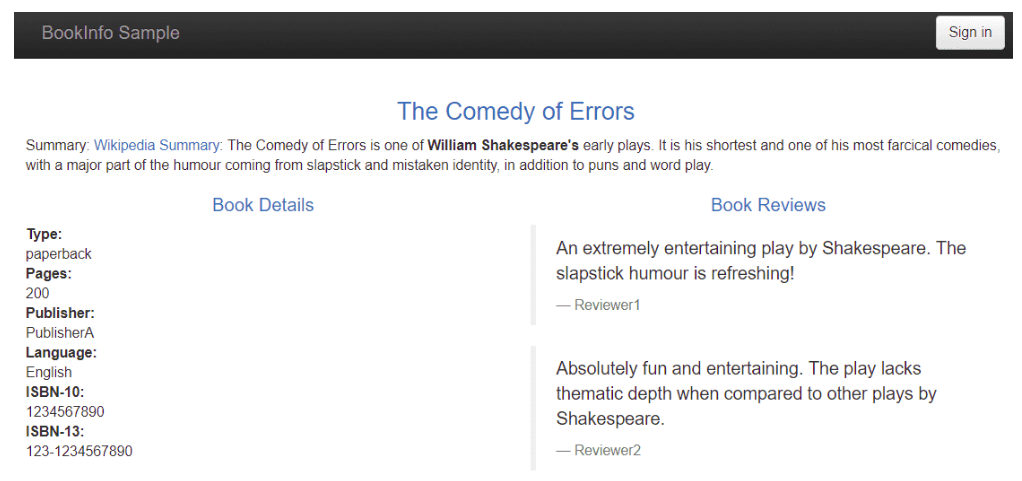 BookInfo Sample
Sign in
The Comedy of Errors
Summary: Wikipedia Summary: The Comedy of Errors is one of William Shakespeare's early plays. It is his shortest and one of his most farcical comedies,
with a major part of the humour coming from slapstick and mistaken identity, in addition to puns and word play.
Book Details
Type:
paperback
Pages:
200
Publisher:
PublisherA
Language:
English
ISBN-10:
1234567890
ISBN-13:
123-1234567890
Book Reviews
An extremely entertaining play by Shakespeare. The
slapstick humour is refreshing!
— Reviewer1
Absolutely fun and entertaining. The play lacks
thematic depth when compared to other plays by
Shakespeare.
— Reviewer2